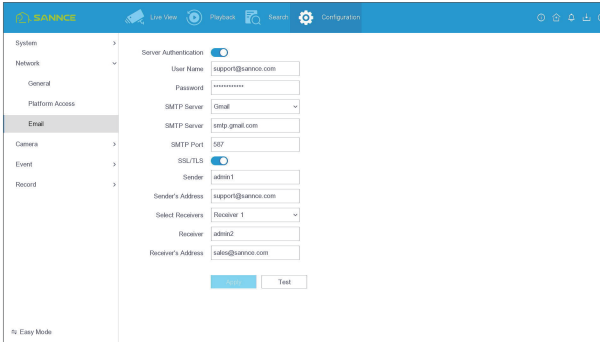 SANNCE
Live View
Playback
Search
Configuration
System
Network
General
Platform Access
Email
Camera
Event
Record
Server Authentication
User Name support@sannce.com
Password ************
SMTP Server Gmail
SMTP Server smtp.gmail.com
SMTP Port 587
SSL/TLS
Sender admin1
Sender's Address support@sannce.com
Select Receivers Receiver 1
Receiver admin2
Receiver's Address sales@sannce.com
Apply Test
Easy Mode